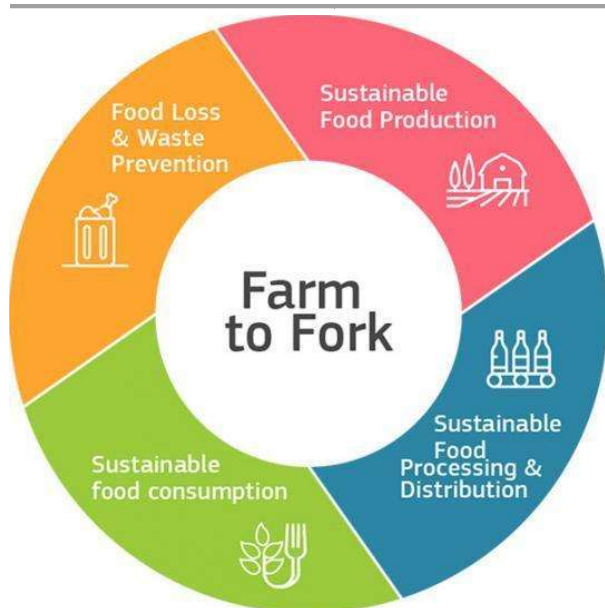 Food Loss
& Waste
Prevention
Sustainable
Food Production
Farm
to Fork
Sustainable
Food
Processing &
Distribution
Sustainable
food consumption